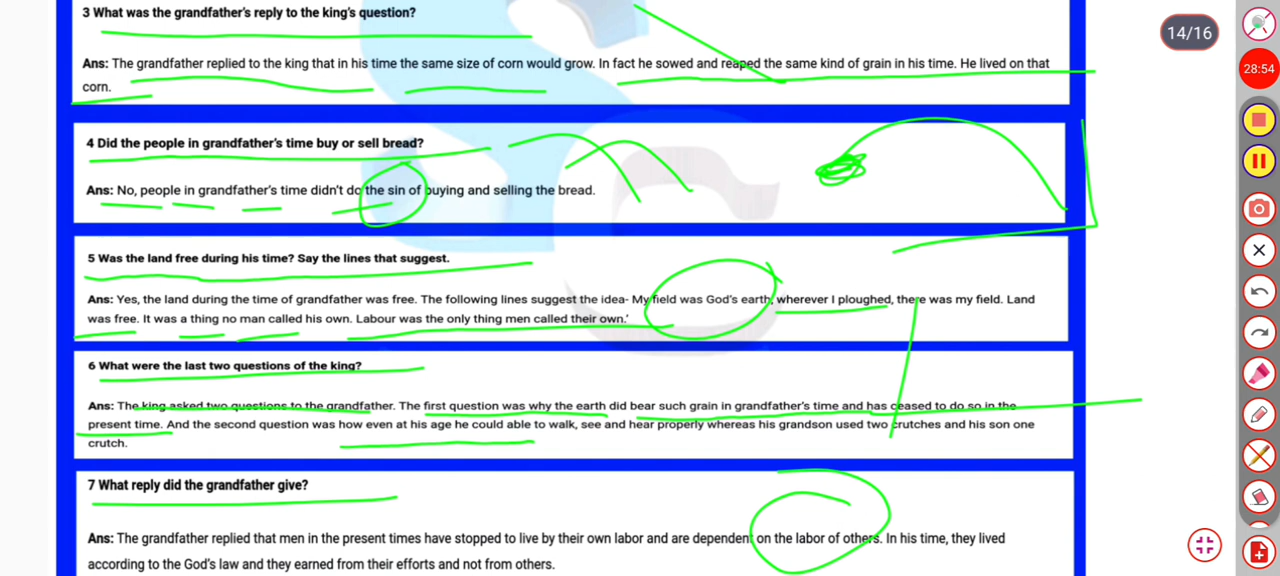 3 What was the grandfather's reply to the king's question?
14/16
28:54
Ans: The grandfather replied to the king that in his time the same size of corn would grow. In fact he sowed and reaped the same kind of grain in his time. He lived on that
corn.
4 Did the people in grandfather's time buy or sell bread?
Ans: No, people in grandfather's time didn't do the sin of buying and selling the bread.
5 Was the land free during his time? Say the lines that suggest.
Ans: Yes, the land during the time of grandfather was free. The following lines suggest the idea- My field was God's earth, wherever I ploughed, there was my field. Land
was free. It was a thing no man called his own. Labour was the only thing men called their own.'
6 What were the last two questions of the king?
Ans: The king asked two questions to the grandfather. The first question was why the earth did bear such grain in grandfather's time and has ceased to do so in the
present time. And the second question was how even at his age he could able to walk, see and hear properly whereas his grandson used two crutches and his son one
crutch.
7 What reply did the grandfather give?
Ans: The grandfather replied that men in the present times have stopped to live by their own labor and are dependent on the labor of others. In his time, they lived
according to the God's law and they earned from their efforts and not from others.